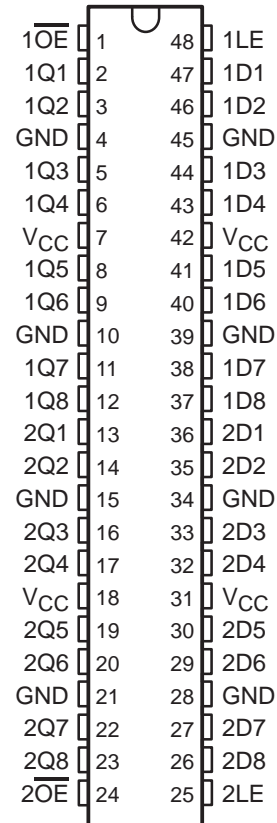 1O̅E̅ 1 48 1LE
1Q1 2 47 1D1
1Q2 3 46 1D2
GND 4 45 GND
1Q3 5 44 1D3
1Q4 6 43 1D4
VCC 7 42 VCC
1Q5 8 41 1D5
1Q6 9 40 1D6
GND 10 39 GND
1Q7 11 38 1D7
1Q8 12 37 1D8
2Q1 13 36 2D1
2Q2 14 35 2D2
GND 15 34 GND
2Q3 16 33 2D3
2Q4 17 32 2D4
VCC 18 31 VCC
2Q5 19 30 2D5
2Q6 20 29 2D6
GND 21 28 GND
2Q7 22 27 2D7
2Q8 23 26 2D8
2O̅E̅ 24 25 2LE